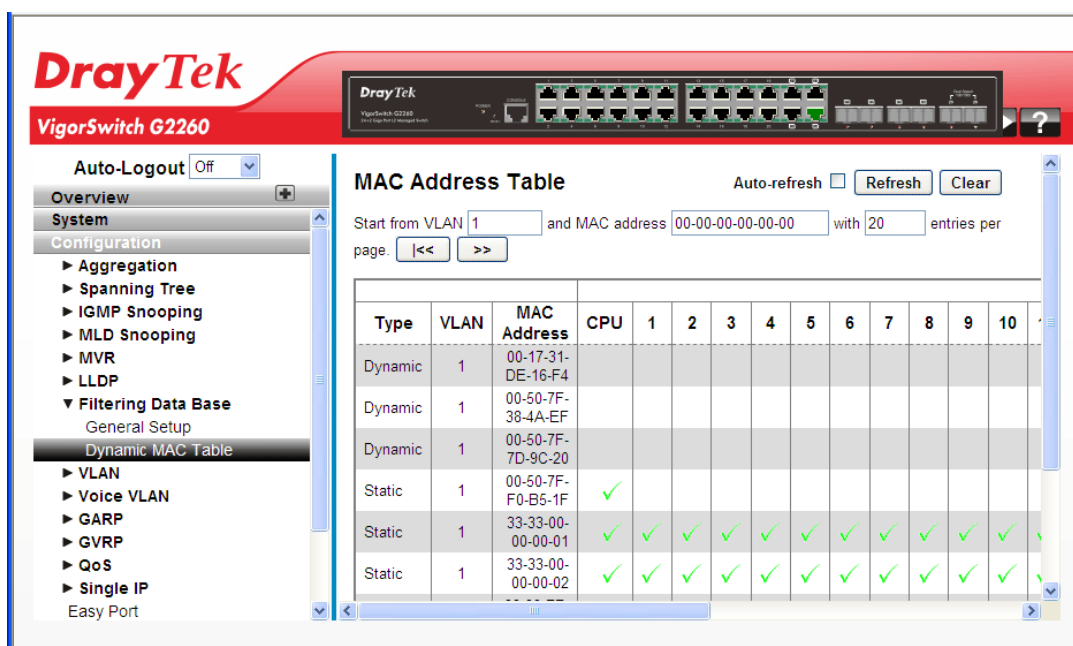 Dray Tek
VigorSwitch G2260
Dray Tek
VigorSwitch G2260
?
Auto-Logout Off
Overview
System
Configuration
► Aggregation
► Spanning Tree
► IGMP Snooping
► MLD Snooping
► MVR
► LLDP
▼ Filtering Data Base
General Setup
Dynamic MAC Table
► VLAN
► Voice VLAN
► GARP
► GVRP
► QoS
► Single IP
Easy Port
MAC Address Table Auto-refresh Refresh Clear
Start from VLAN 1 and MAC address 00-00-00-00-00-00 with 20 entries per
page. |<< >>
Type VLAN MAC Address CPU 1 2 3 4 5 6 7 8 9 10
Dynamic 1 00-17-31-DE-16-F4
Dynamic 1 00-50-7F-38-4A-EF
Dynamic 1 00-50-7F-7D-9C-20
Static 1 00-50-7F-F0-B5-1F ✓
Static 1 33-33-00-00-00-01 ✓ ✓ ✓ ✓ ✓ ✓ ✓ ✓ ✓ ✓ ✓
Static 1 33-33-00-00-00-02 ✓ ✓ ✓ ✓ ✓ ✓ ✓ ✓ ✓ ✓ ✓